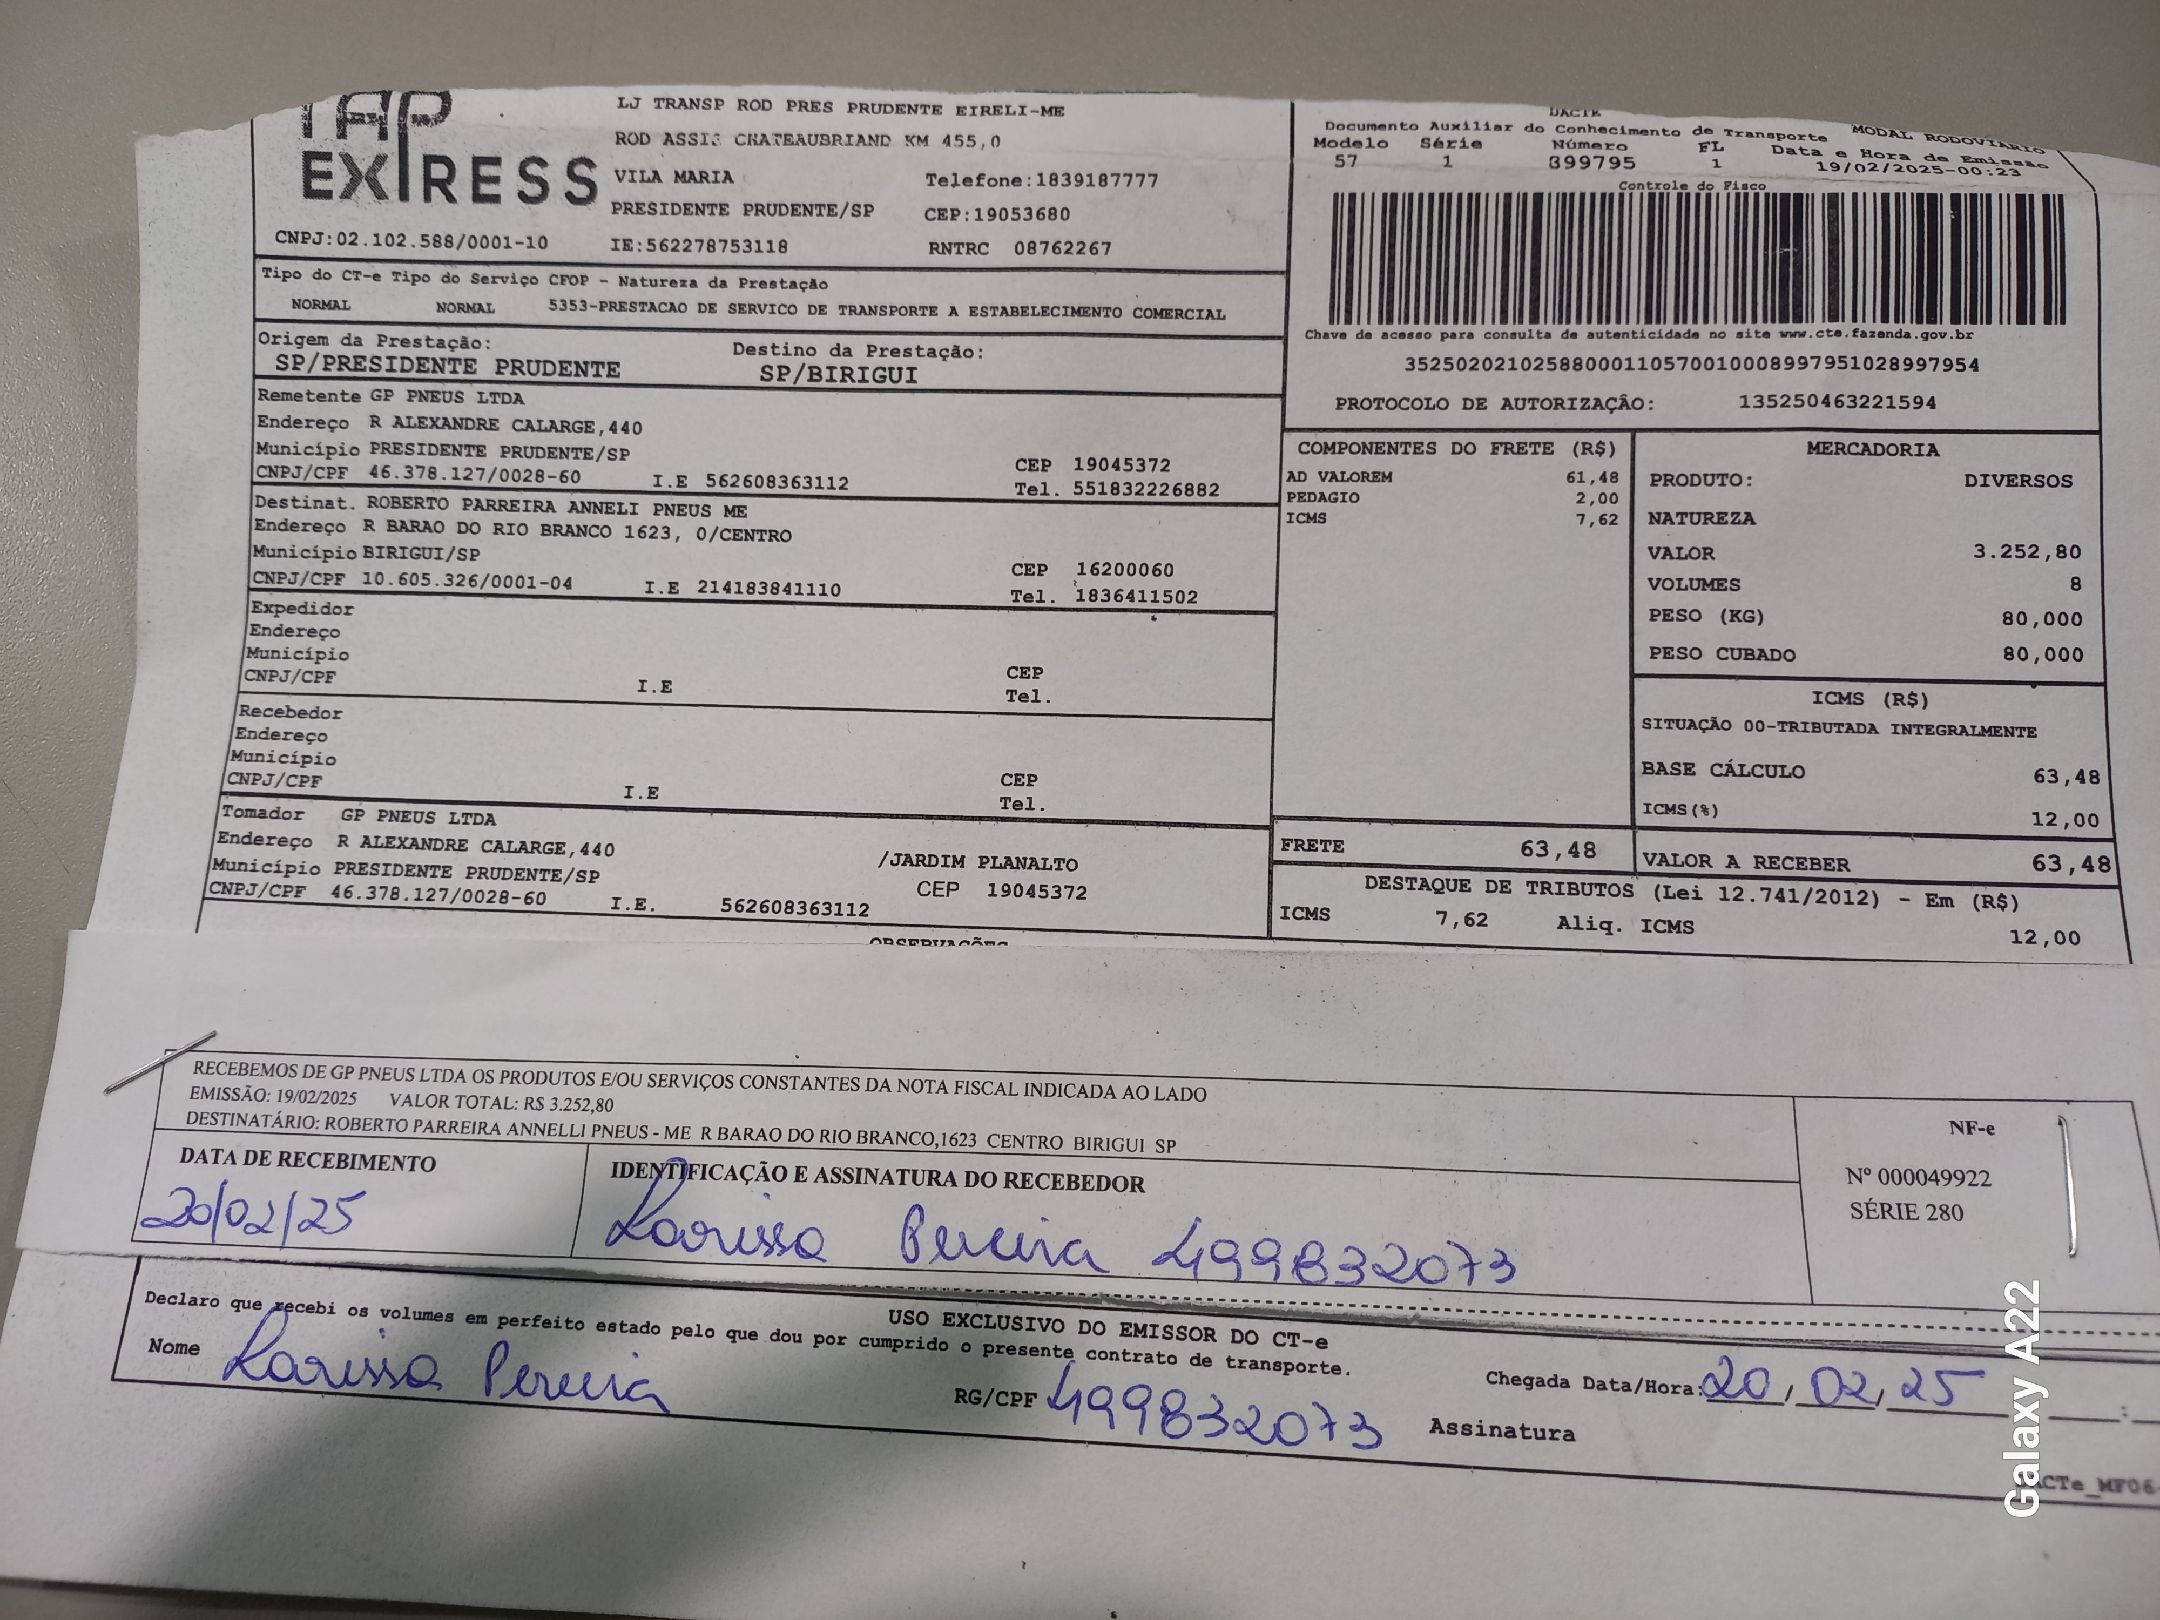 TAP
EXPRESS
LJ TRANSP ROD PRES PRUDENTE EIRELI-ME
ROD ASSIS CHATEAUBRIAND KM 455,0
VILA MARIA Telefone:1839187777
PRESIDENTE PRUDENTE/SP CEP:19053680
CNPJ:02.102.588/0001-10 IE:562278753118 RNTRC 08762267
DACTE
Documento Auxiliar do Conhecimento de Transporte MODAL RODOVIÁRIO
Modelo Série Número FL Data e Hora de Emissão
57 1 899795 1 19/02/2025-00:23
Controle do Fisco
Chave de acesso para consulta de autenticidade no site www.cte.fazenda.gov.br
35250202102588000110570010008997951028997954
PROTOCOLO DE AUTORIZAÇÃO: 135250463221594
Tipo do CT-e Tipo do Serviço CFOP - Natureza da Prestação
NORMAL NORMAL 5353-PRESTACAO DE SERVICO DE TRANSPORTE A ESTABELECIMENTO COMERCIAL
Origem da Prestação: Destino da Prestação:
SP/PRESIDENTE PRUDENTE SP/BIRIGUI
Remetente GP PNEUS LTDA
Endereço R ALEXANDRE CALARGE,440
Município PRESIDENTE PRUDENTE/SP CEP 19045372
CNPJ/CPF 46.378.127/0028-60 I.E 562608363112 Tel. 551832226882
Destinat. ROBERTO PARREIRA ANNELI PNEUS ME
Endereço R BARAO DO RIO BRANCO 1623, 0/CENTRO
Município BIRIGUI/SP CEP 16200060
CNPJ/CPF 10.605.326/0001-04 I.E 214183841110 Tel. 1836411502
Expedidor
Endereço
Município CEP
CNPJ/CPF I.E Tel.
Recebedor
Endereço
Município CEP
CNPJ/CPF I.E Tel.
Tomador GP PNEUS LTDA
Endereço R ALEXANDRE CALARGE,440 /JARDIM PLANALTO
Município PRESIDENTE PRUDENTE/SP CEP 19045372
CNPJ/CPF 46.378.127/0028-60 I.E. 562608363112
OBSERVAÇÕES
COMPONENTES DO FRETE (R$)
AD VALOREM 61,48
PEDAGIO 2,00
ICMS 7,62
MERCADORIA
PRODUTO: DIVERSOS
NATUREZA
VALOR 3.252,80
VOLUMES 8
PESO (KG) 80,000
PESO CUBADO 80,000
ICMS (R$)
SITUAÇÃO 00-TRIBUTADA INTEGRALMENTE
BASE CÁLCULO 63,48
ICMS(%) 12,00
FRETE 63,48 VALOR A RECEBER 63,48
DESTAQUE DE TRIBUTOS (Lei 12.741/2012) - Em (R$)
ICMS 7,62 Aliq. ICMS 12,00
RECEBEMOS DE GP PNEUS LTDA OS PRODUTOS E/OU SERVIÇOS CONSTANTES DA NOTA FISCAL INDICADA AO LADO
EMISSÃO: 19/02/2025 VALOR TOTAL: R$ 3.252,80
DESTINATÁRIO: ROBERTO PARREIRA ANNELLI PNEUS - ME R BARAO DO RIO BRANCO,1623 CENTRO BIRIGUI SP
NF-e
Nº 000049922
SÉRIE 280
DATA DE RECEBIMENTO IDENTIFICAÇÃO E ASSINATURA DO RECEBEDOR
20/02/25 Larissa Pereira 499832073
USO EXCLUSIVO DO EMISSOR DO CT-e
Declaro que recebi os volumes em perfeito estado pelo que dou por cumprido o presente contrato de transporte.
Nome Larissa Pereira RG/CPF 499832073 Chegada Data/Hora: 20/02/25 :
Assinatura
CTe_MF06
Galaxy A22